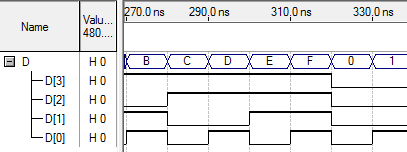 Name Valu... 480.... 270.0 ns 290.0 ns 310.0 ns 330.0 ns
D H 0 B C D E F 0 1
D[3] H 0
D[2] H 0
D[1] H 0
D[0] H 0